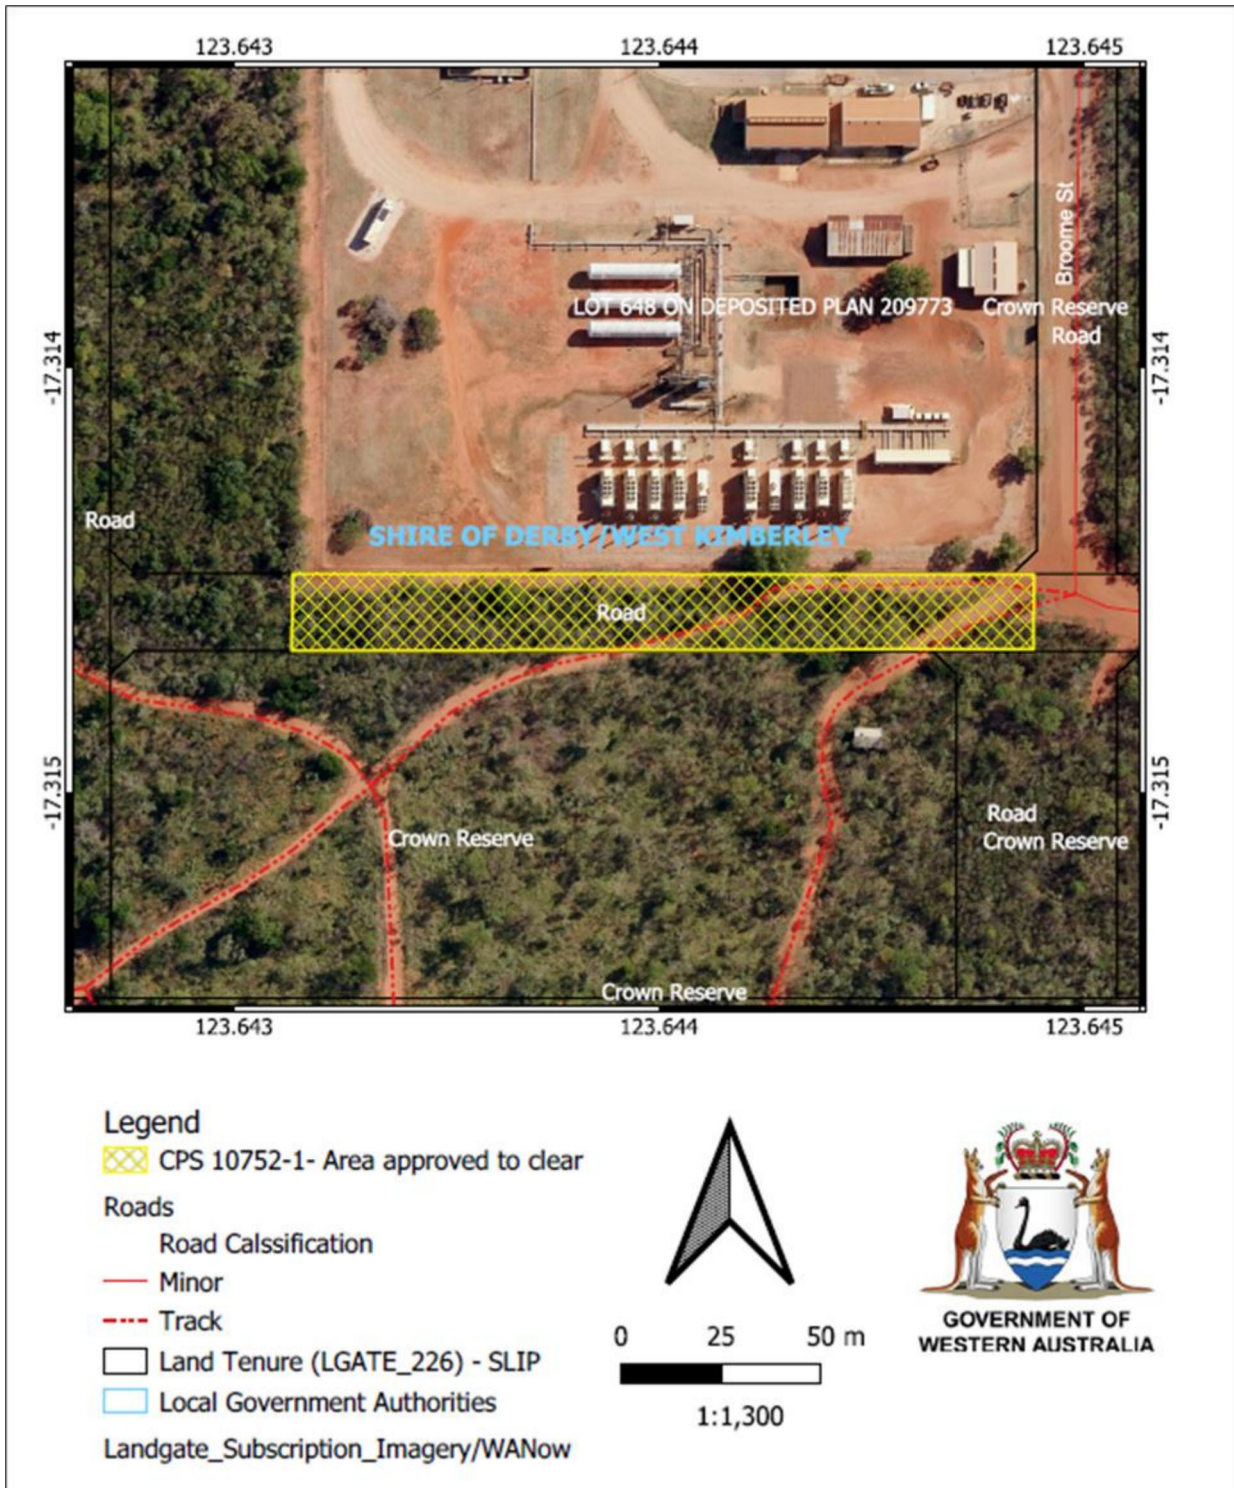 123.643 123.644 123.645
Broome St
LOT 648 ON DEPOSITED PLAN 209773
Crown Reserve
Road
-17.314
-17.314
Road
SHIRE OF DERBY/WEST KIMBERLEY
Road
-17.315
-17.315
Road
Crown Reserve
Crown Reserve
Crown Reserve
123.643 123.644 123.645
Legend
CPS 10752-1- Area approved to clear
Roads
Road Calssification
Minor
Track
Land Tenure (LGATE_226) - SLIP
Local Government Authorities
Landgate_Subscription_Imagery/WANow
0 25 50 m
1:1,300
GOVERNMENT OF
WESTERN AUSTRALIA